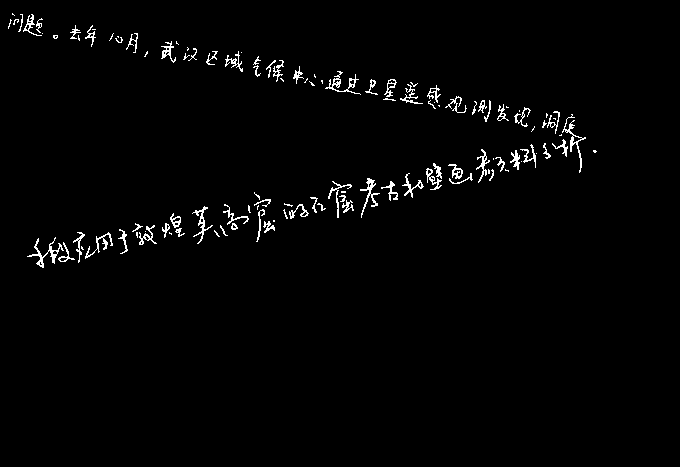 问题。去年10月，武汉区域气候中心通过卫星遥感观测发现，洞庭
手段应用于敦煌莫高窟的石窟考古和壁画颜料分析.